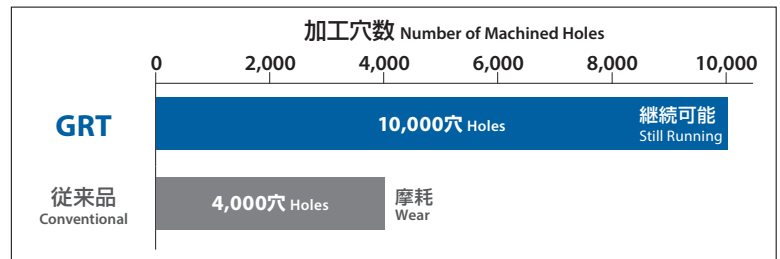 加工穴数 Number of Machined Holes
0 2,000 4,000 6,000 8,000 10,000
GRT
10,000穴 Holes
継続可能
Still Running
従来品
Conventional
4,000穴 Holes
摩耗
Wear